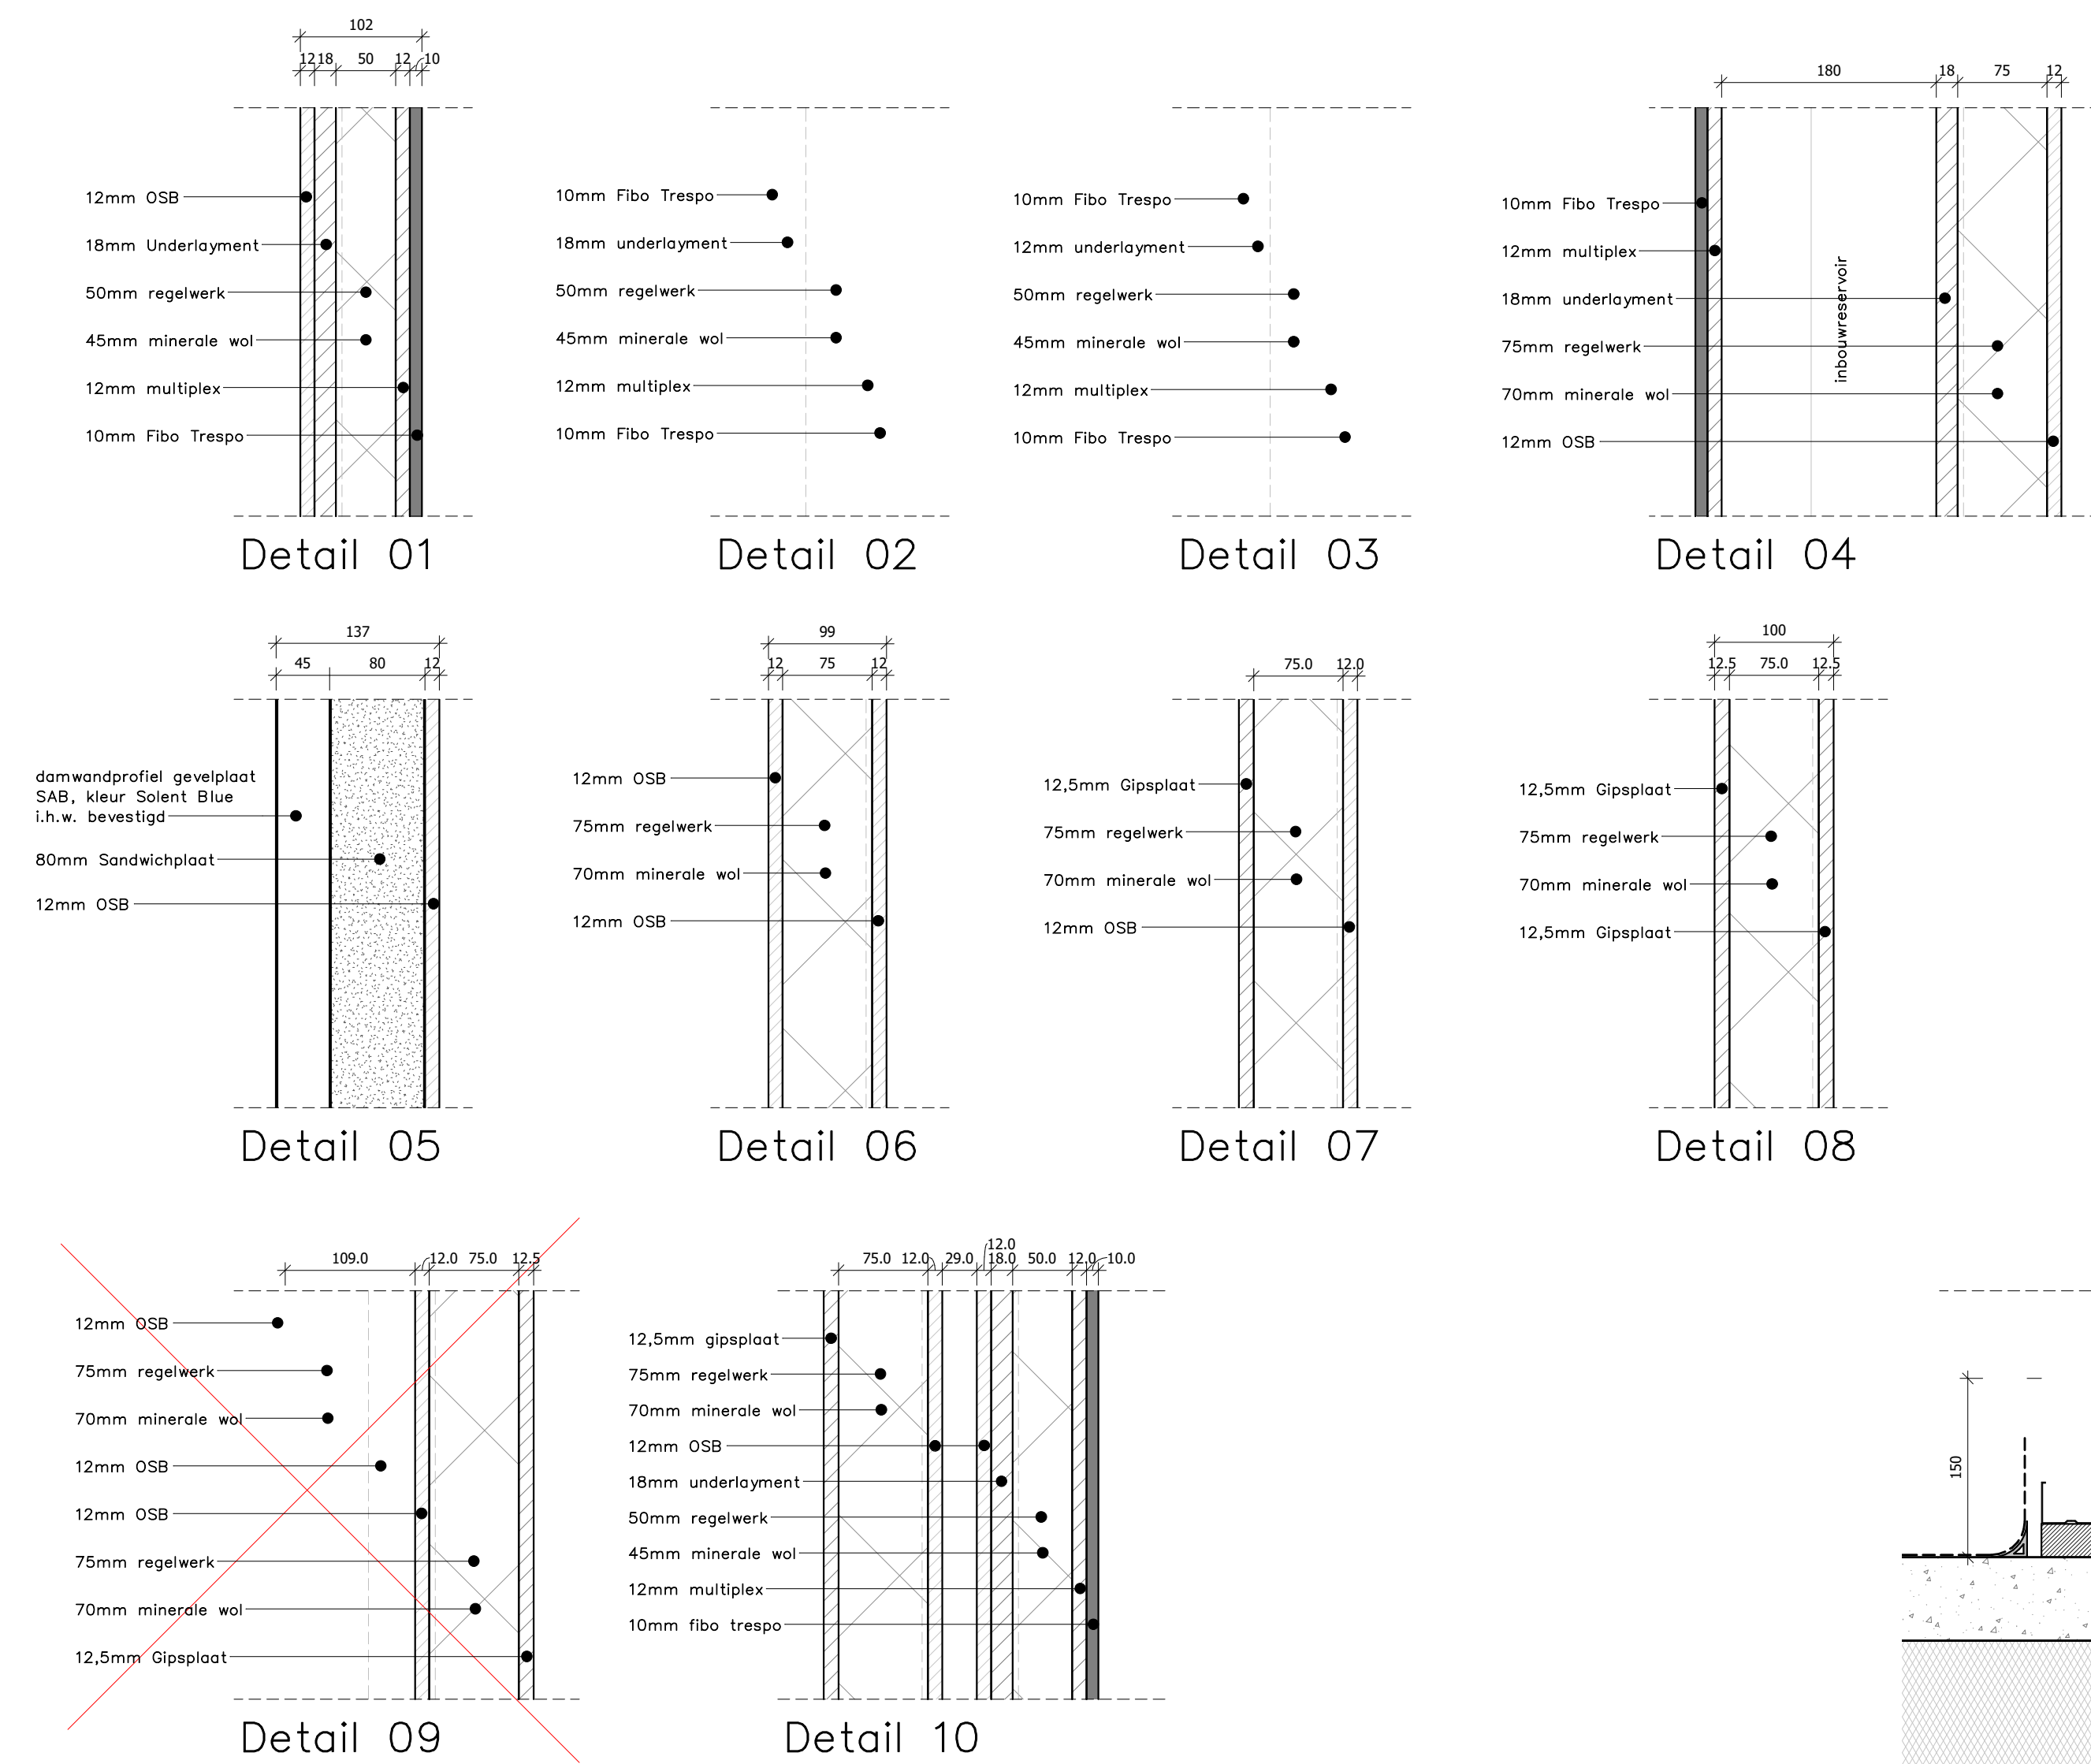 102
12 18 50 12 10
12mm OSB
18mm Underlayment
50mm regelwerk
45mm minerale wol
12mm multiplex
10mm Fibo Trespo
Detail 01
10mm Fibo Trespo
18mm underlayment
50mm regelwerk
45mm minerale wol
12mm multiplex
10mm Fibo Trespo
Detail 02
10mm Fibo Trespo
12mm underlayment
50mm regelwerk
45mm minerale wol
12mm multiplex
10mm Fibo Trespo
Detail 03
180 18 75 12
10mm Fibo Trespo
12mm multiplex
18mm underlayment
75mm regelwerk
70mm minerale wol
12mm OSB
inbouwreservoir
Detail 04
137
45 80 12
damwandprofiel gevelplaat
SAB, kleur Solent Blue
i.h.w. bevestigd
80mm Sandwichplaat
12mm OSB
Detail 05
99
12 75 12
12mm OSB
75mm regelwerk
70mm minerale wol
12mm OSB
Detail 06
75.0 12.0
12,5mm Gipsplaat
75mm regelwerk
70mm minerale wol
12mm OSB
Detail 07
100
12.5 75.0 12.5
12,5mm Gipsplaat
75mm regelwerk
70mm minerale wol
12,5mm Gipsplaat
Detail 08
109.0 12.0 75.0 12.5
12mm OSB
75mm regelwerk
70mm minerale wol
12mm OSB
12mm OSB
75mm regelwerk
70mm minerale wol
12,5mm Gipsplaat
Detail 09
12.0
75.0 12.0 29.0 18.0 50.0 12.0 10.0
12,5mm gipsplaat
75mm regelwerk
70mm minerale wol
12mm OSB
18mm underlayment
50mm regelwerk
45mm minerale wol
12mm multiplex
10mm fibo trespo
Detail 10
150